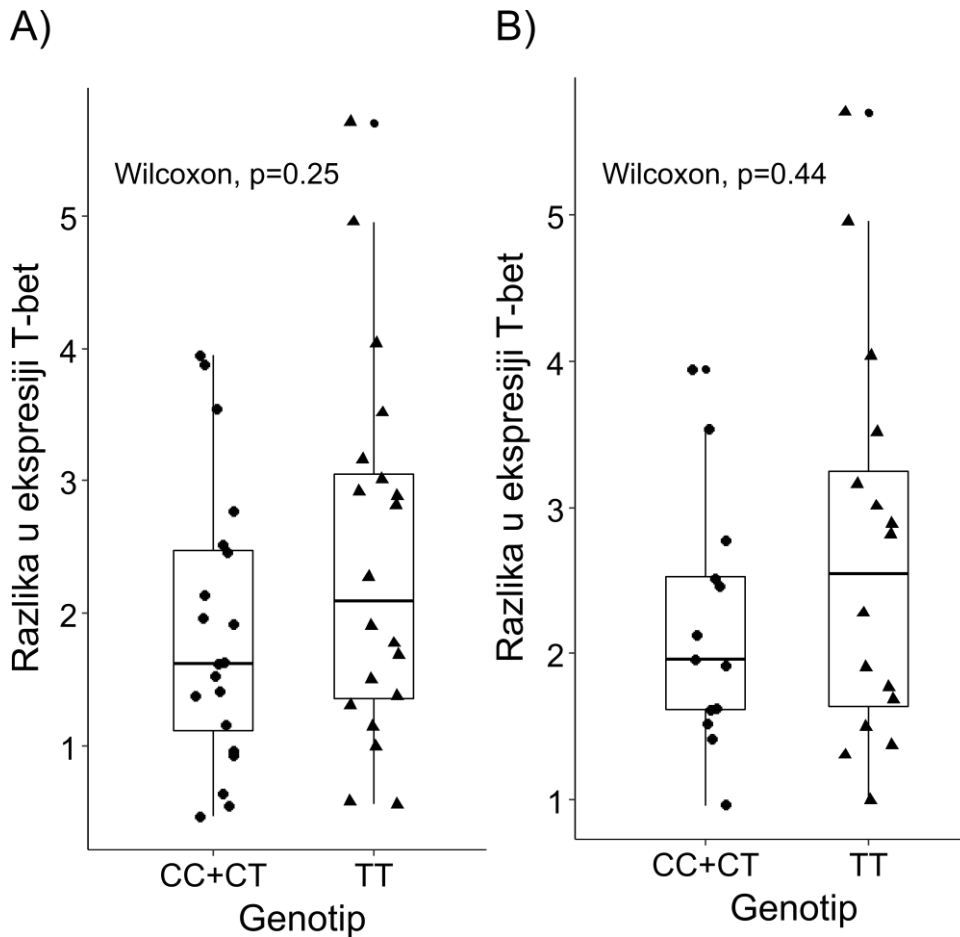 A)
Wilcoxon, p=0.25
Razlika u ekspresiji T-bet
5
4
3
2
1
CC+CT TT
Genotip
B)
Wilcoxon, p=0.44
Razlika u ekspresiji T-bet
5
4
3
2
1
CC+CT TT
Genotip